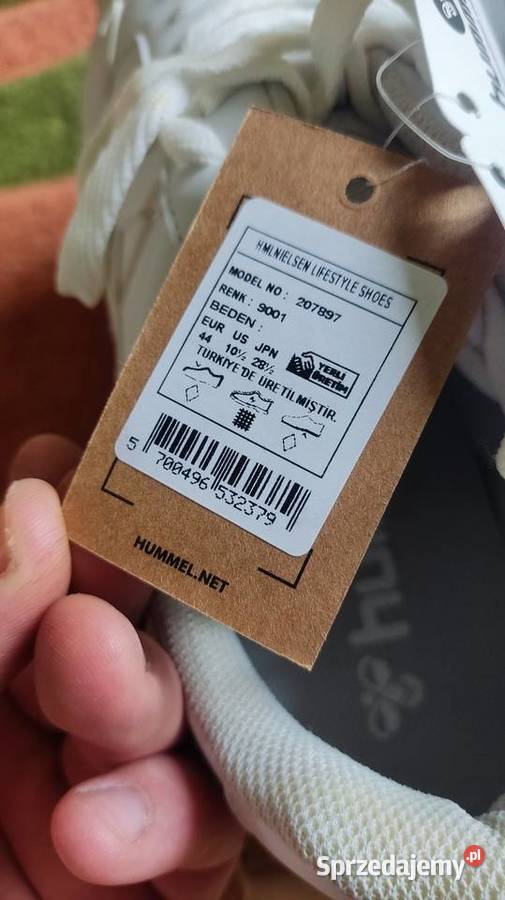 HMLNIELSEN LIFESTYLE SHOES
MODEL NO : 207897
RENK : 9001
BEDEN :
EUR US JPN
44 10½ 28½
YERLİ
ÜRETİM
TÜRKİYE'DE ÜRETİLMİŞTİR.
5 700496 532379
HUMMEL.NET
hu
Sprzedajemy.pl